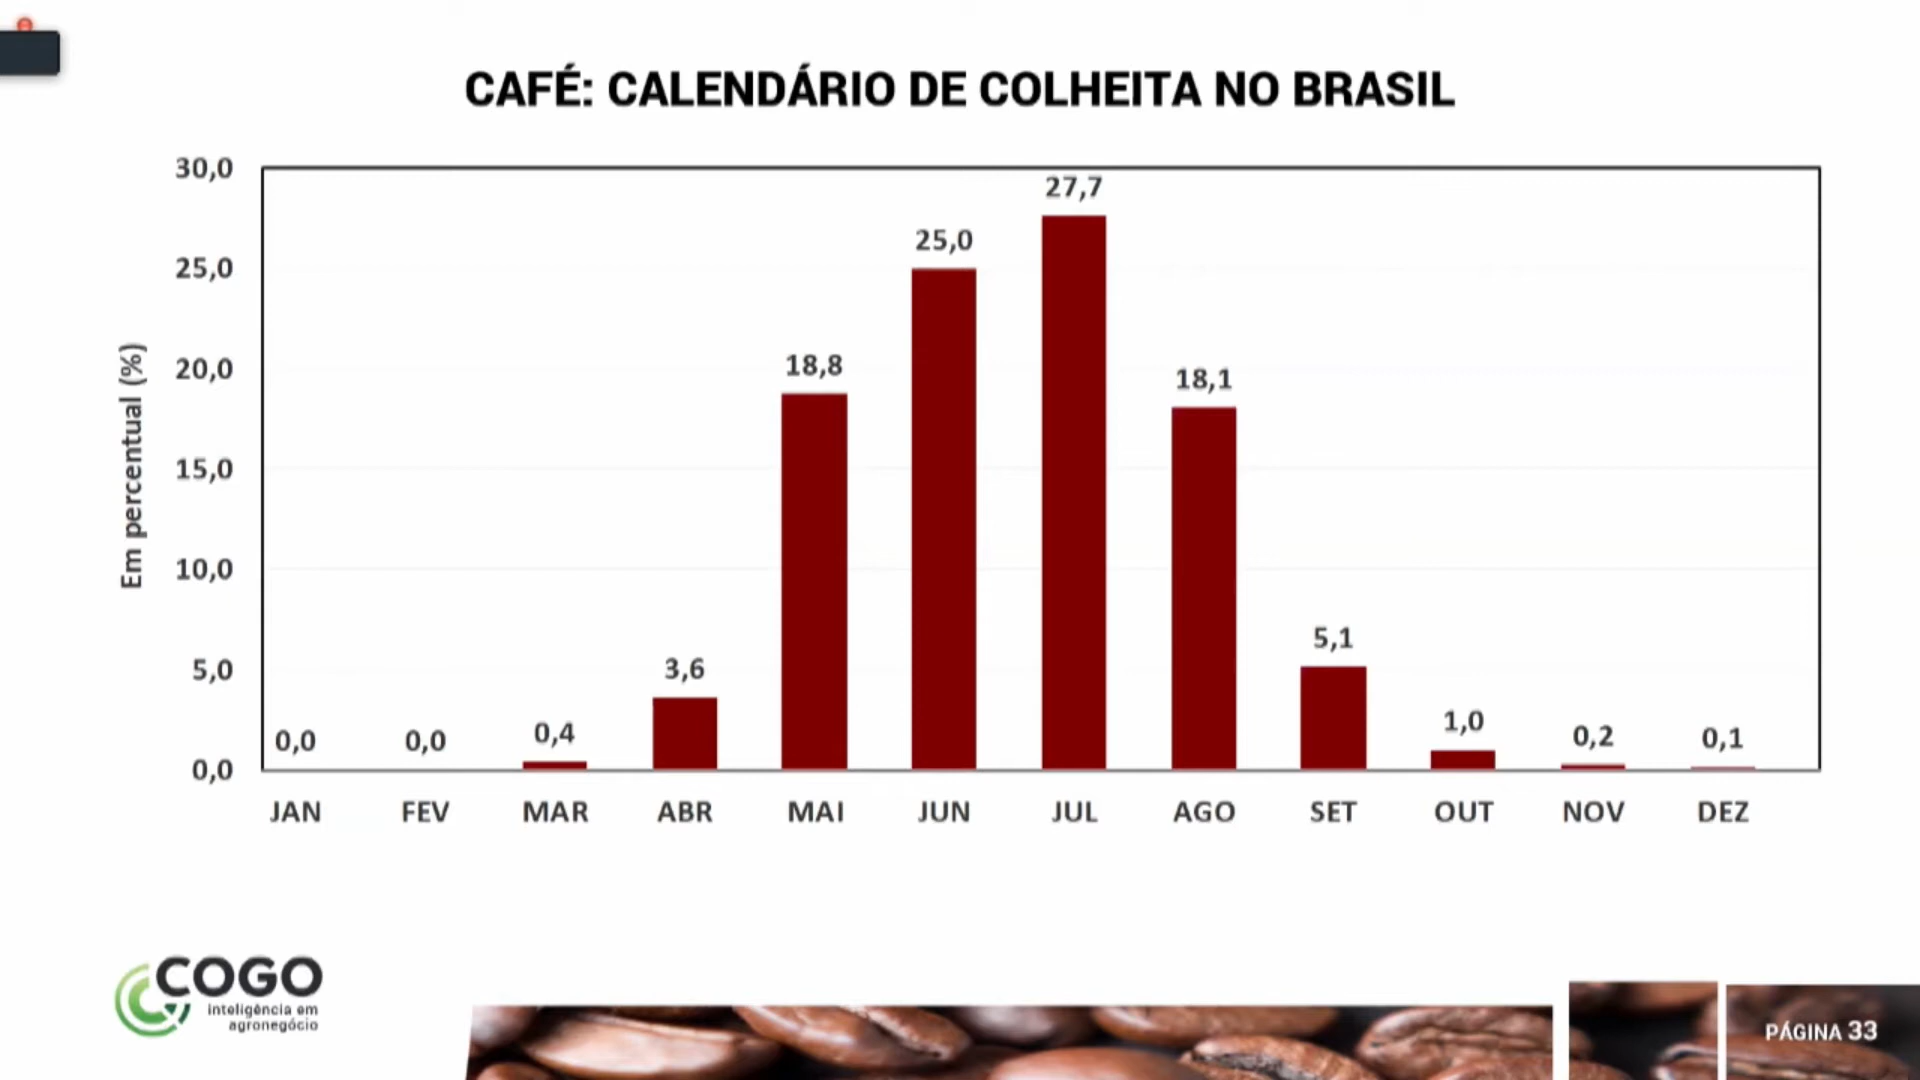 CAFÉ: CALENDÁRIO DE COLHEITA NO BRASIL
Em percentual (%)
30,0
25,0
20,0
15,0
10,0
5,0
0,0
0,0
0,0
0,4
3,6
18,8
25,0
27,7
18,1
5,1
1,0
0,2
0,1
JAN FEV MAR ABR MAI JUN JUL AGO SET OUT NOV DEZ
COGO
inteligência em
agronegócio
PÁGINA 33